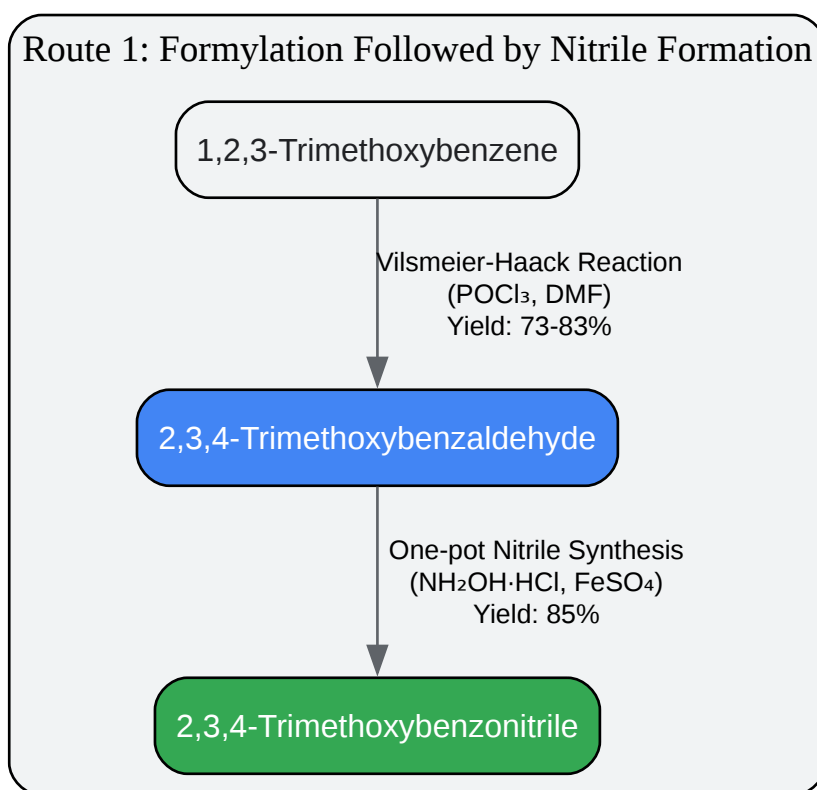 Route 1: Formylation Followed by Nitrile Formation
1,2,3-Trimethoxybenzene
Vilsmeier-Haack Reaction
(POCl₃, DMF)
Yield: 73-83%
2,3,4-Trimethoxybenzaldehyde
One-pot Nitrile Synthesis
(NH₂OH·HCl, FeSO₄)
Yield: 85%
2,3,4-Trimethoxybenzonitrile